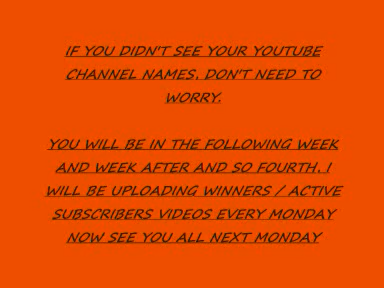 IF YOU DIDN'T SEE YOUR YOUTUBE
CHANNEL NAMES, DON'T NEED TO
WORRY.
YOU WILL BE IN THE FOLLOWING WEEK
AND WEEK AFTER AND SO FOURTH, I
WILL BE UPLOADING WINNERS / ACTIVE
SUBSCRIBERS VIDEOS EVERY MONDAY
NOW SEE YOU ALL NEXT MONDAY